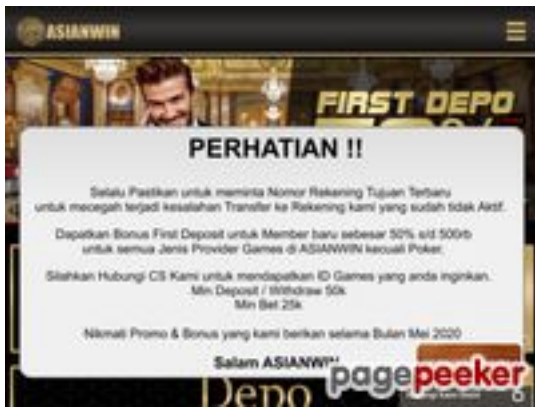 ASIANWIN
FIRST DEPO
PERHATIAN !!
Selalu Pastikan untuk meminta Nomor Rekening Tujuan Terbaru
untuk mecegah terjadi kesalahan Transfer ke Rekening kami yang sudah tidak Aktif.
Dapatkan Bonus First Deposit untuk Member baru sebesar 50% s/d 500rb
untuk semua Jenis Provider Games di ASIANWIN kecuali Poker.
Silahkan Hubungi CS Kami untuk mendapatkan ID Games yang anda inginkan.
Min Deposit / Withdraw 50k
Min Bet 25k
Nikmati Promo & Bonus yang kami berikan selama Bulan Mei 2020
Salam ASIANWIN
pagepeeker
Depo